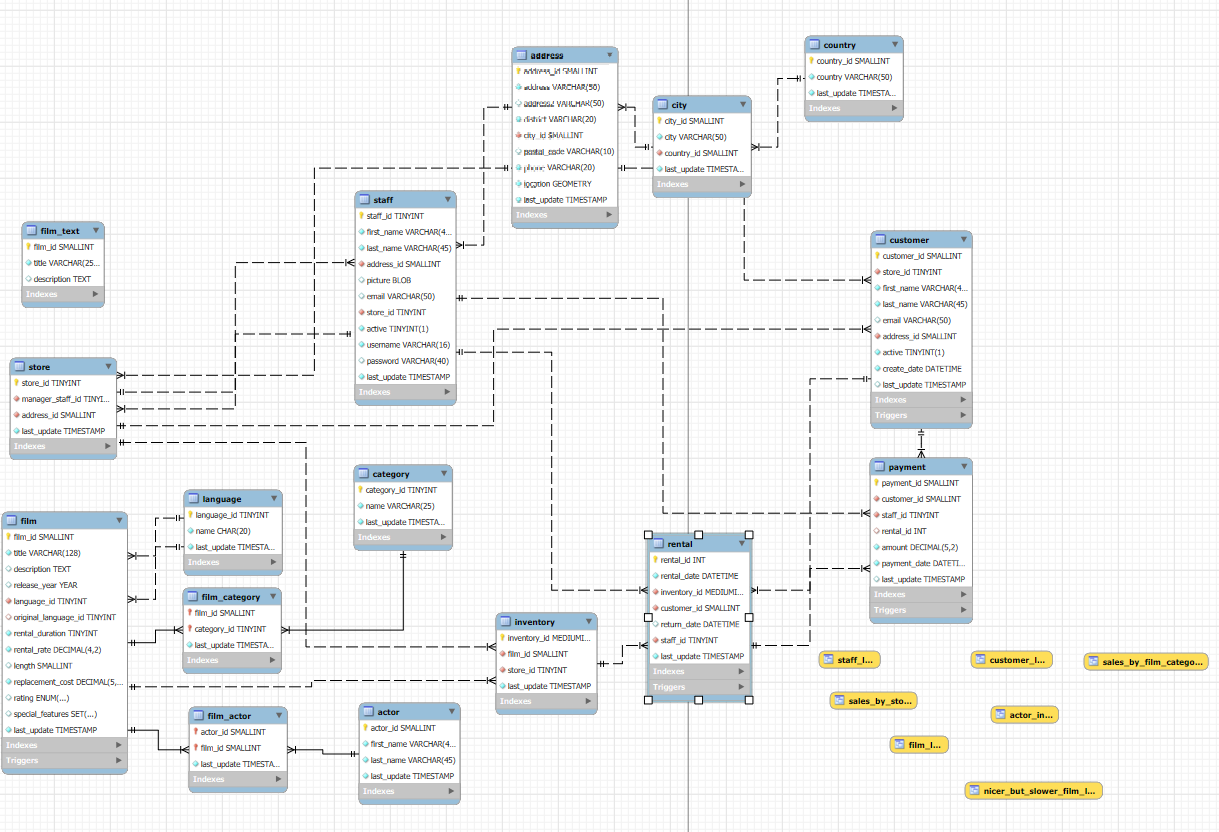 address
address_id SMALLINT
address VARCHAR(50)
address2 VARCHAR(50)
district VARCHAR(20)
city_id SMALLINT
postal_code VARCHAR(10)
phone VARCHAR(20)
location GEOMETRY
last_update TIMESTAMP
Indexes
country
country_id SMALLINT
country VARCHAR(50)
last_update TIMESTA...
Indexes
city
city_id SMALLINT
city VARCHAR(50)
country_id SMALLINT
last_update TIMESTA...
Indexes
staff
staff_id TINYINT
first_name VARCHAR(4...
last_name VARCHAR(45)
address_id SMALLINT
picture BLOB
email VARCHAR(50)
store_id TINYINT
active TINYINT(1)
username VARCHAR(16)
password VARCHAR(40)
last_update TIMESTAMP
Indexes
film_text
film_id SMALLINT
title VARCHAR(25...
description TEXT
Indexes
customer
customer_id SMALLINT
store_id TINYINT
first_name VARCHAR(4...
last_name VARCHAR(45)
email VARCHAR(50)
address_id SMALLINT
active TINYINT(1)
create_date DATETIME
last_update TIMESTAMP
Indexes
Triggers
store
store_id TINYINT
manager_staff_id TINYI...
address_id SMALLINT
last_update TIMESTAMP
Indexes
category
category_id TINYINT
name VARCHAR(25)
last_update TIMESTA...
Indexes
payment
payment_id SMALLINT
customer_id SMALLINT
staff_id TINYINT
rental_id INT
amount DECIMAL(5,2)
payment_date DATETI...
last_update TIMESTAMP
Indexes
Triggers
language
language_id TINYINT
name CHAR(20)
last_update TIMESTA...
Indexes
film
film_id SMALLINT
title VARCHAR(128)
description TEXT
release_year YEAR
language_id TINYINT
original_language_id TINYINT
rental_duration TINYINT
rental_rate DECIMAL(4,2)
length SMALLINT
replacement_cost DECIMAL(5,...
rating ENUM(...)
special_features SET(...)
last_update TIMESTAMP
Indexes
Triggers
film_category
film_id SMALLINT
category_id TINYINT
last_update TIMESTA...
Indexes
rental
rental_id INT
rental_date DATETIME
inventory_id MEDIUMI...
customer_id SMALLINT
return_date DATETIME
staff_id TINYINT
last_update TIMESTAMP
Indexes
Triggers
inventory
inventory_id MEDIUMI...
film_id SMALLINT
store_id TINYINT
last_update TIMESTAMP
Indexes
film_actor
actor_id SMALLINT
film_id SMALLINT
last_update TIMESTA...
Indexes
actor
actor_id SMALLINT
first_name VARCHAR(4...
last_name VARCHAR(45)
last_update TIMESTAMP
Indexes
staff_l...
customer_l...
sales_by_film_catego...
sales_by_sto...
actor_in...
film_l...
nicer_but_slower_film_l...